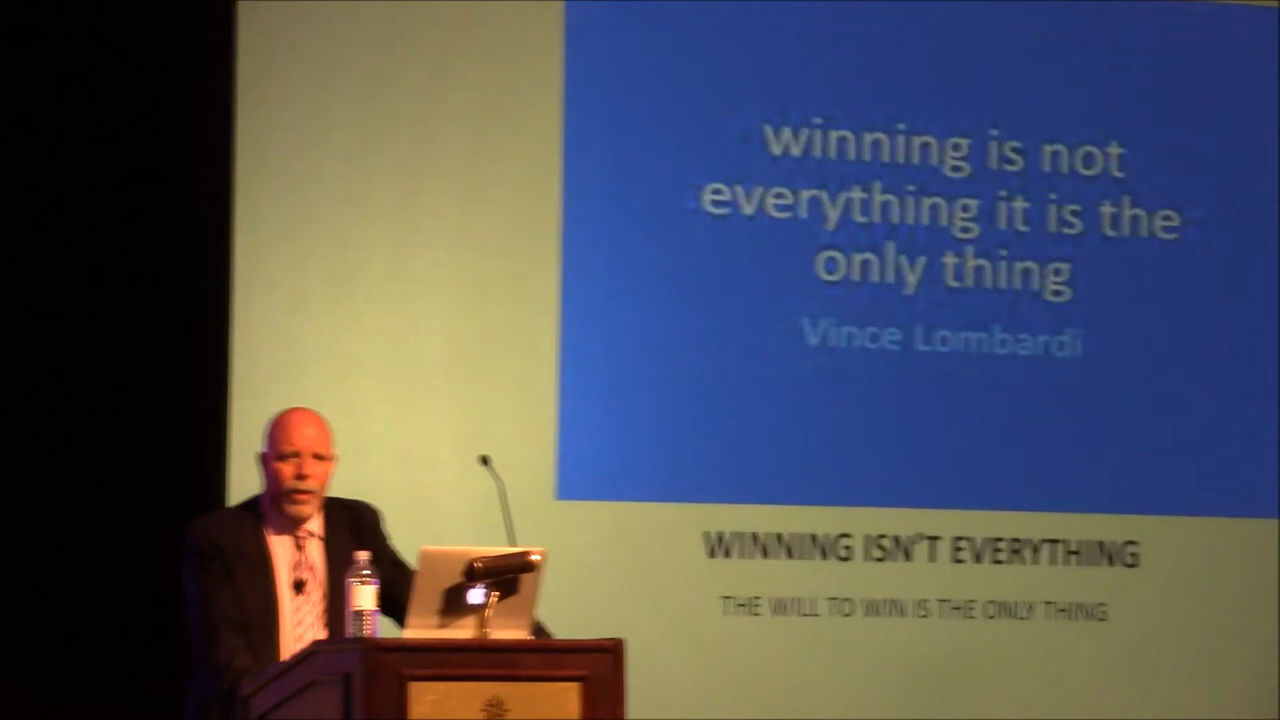 winning is not
everything it is the
only thing
Vince Lombardi
WINNING ISN'T EVERYTHING
THE WILL TO WIN IS THE ONLY THING